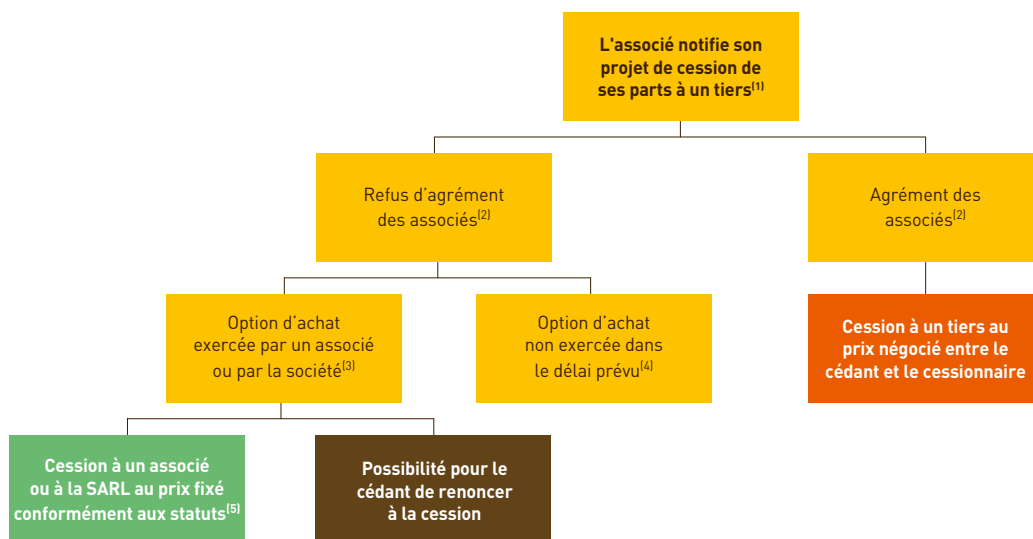 L'associé notifie son
projet de cession de
ses parts à un tiers(1)
Refus d’agrément
des associés(2)
Agrément des
associés(2)
Option d’achat
exercée par un associé
ou par la société(3)
Option d’achat
non exercée dans
le délai prévu(4)
Cession à un tiers au
prix négocié entre le
cédant et le cessionnaire
Cession à un associé
ou à la SARL au prix fixé
conformément aux statuts(5)
Possibilité pour le
cédant de renoncer
à la cession